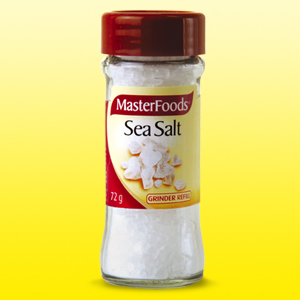 MasterFoods®
Sea Salt
72 g
GRINDER REFILL